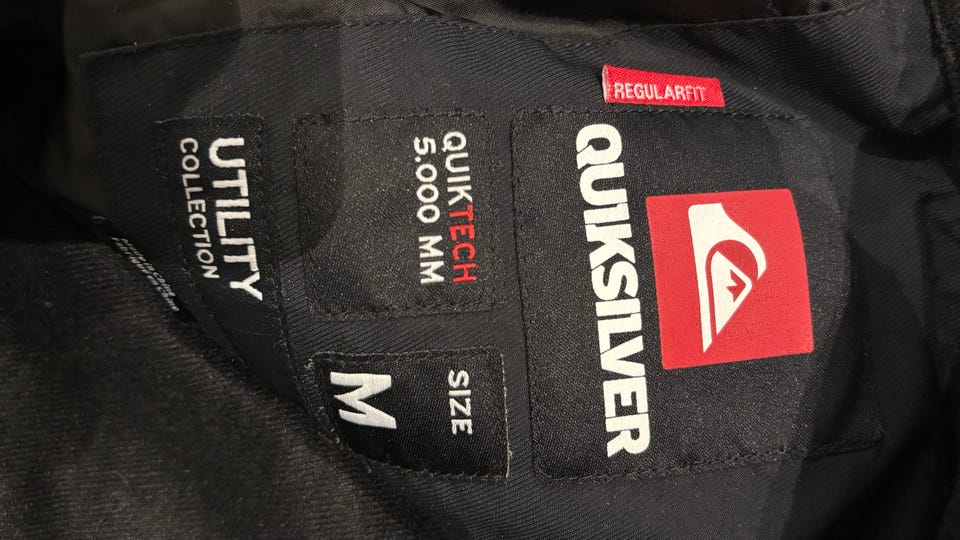 REGULARFIT
QUIKSILVER
QUIKTECH
5.000 MM
SIZE
M
UTILITY
COLLECTION